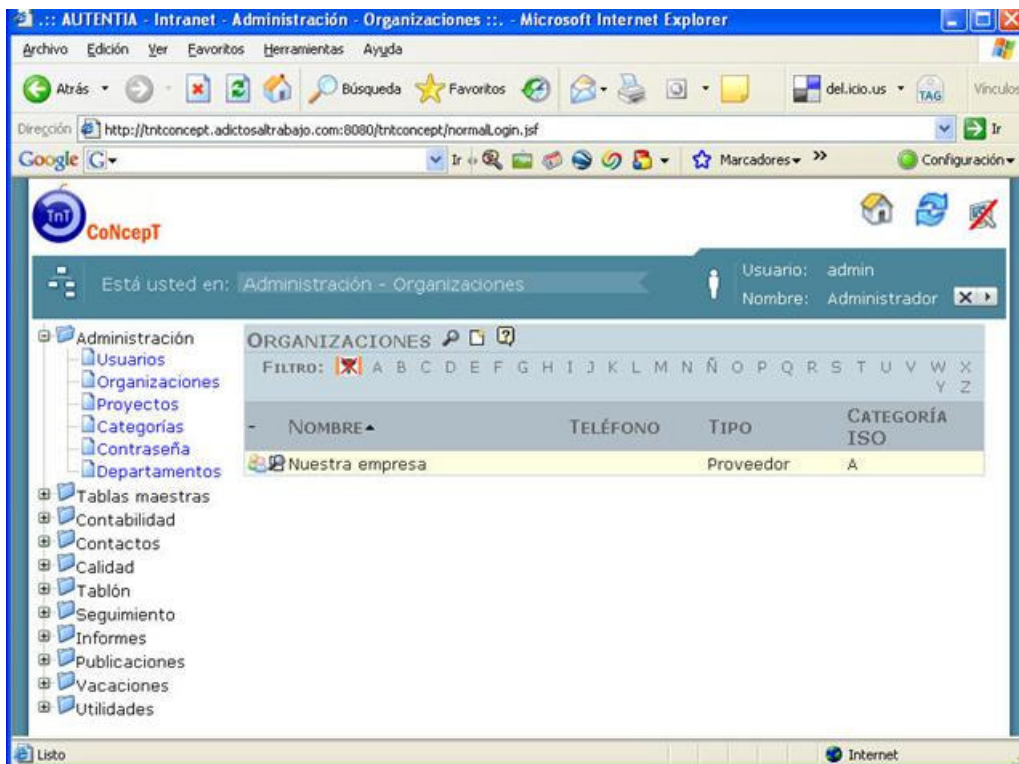 .:: AUTENTIA - Intranet - Administración - Organizaciones ::. - Microsoft Internet Explorer
Archivo Edición Ver Favoritos Herramientas Ayuda
Atrás Búsqueda Favoritos del.icio.us TAG Vínculos
Dirección http://tntconcept.adictosaltrabajo.com:8080/tntconcept/normalLogin.jsf Ir
Google G Ir Marcadores >> Configuración
TnT CoNcepT
Está usted en: Administración - Organizaciones
Usuario: admin
Nombre: Administrador
Administración
Usuarios
Organizaciones
Proyectos
Categorías
Contraseña
Departamentos
Tablas maestras
Contabilidad
Contactos
Calidad
Tablón
Seguimiento
Informes
Publicaciones
Vacaciones
Utilidades
ORGANIZACIONES
FILTRO: A B C D E F G H I J K L M N Ñ O P Q R S T U V W X
Y Z
- NOMBRE TELÉFONO TIPO CATEGORÍA ISO
Nuestra empresa Proveedor A
Listo Internet